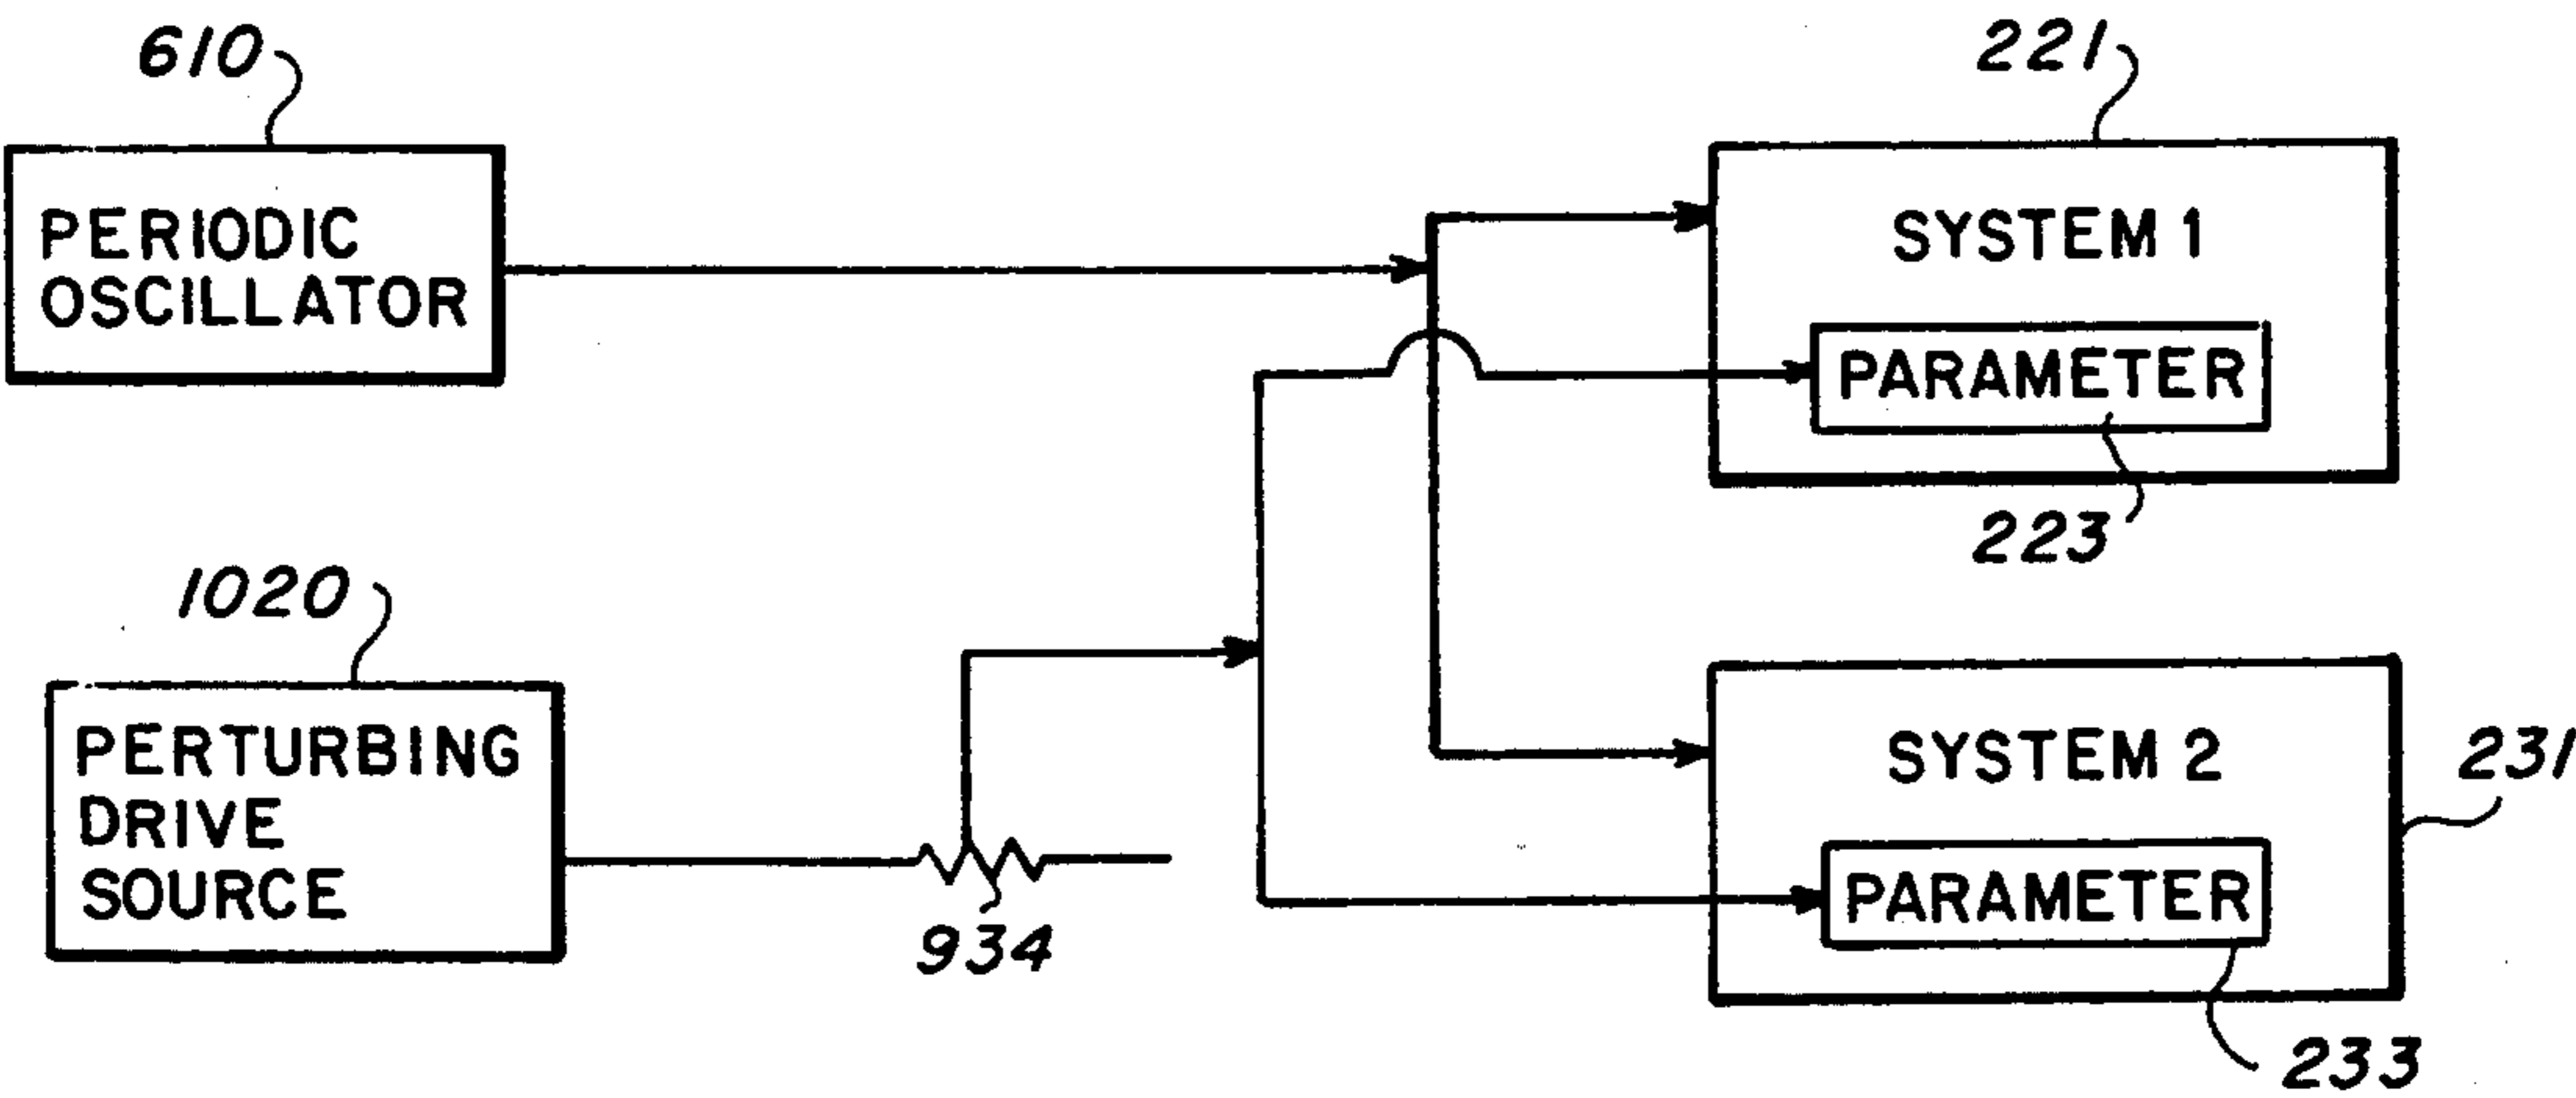 610
PERIODIC
OSCILLATOR
221
SYSTEM 1
PARAMETER
223
1020
PERTURBING
DRIVE
SOURCE
934
SYSTEM 2
PARAMETER
231
233